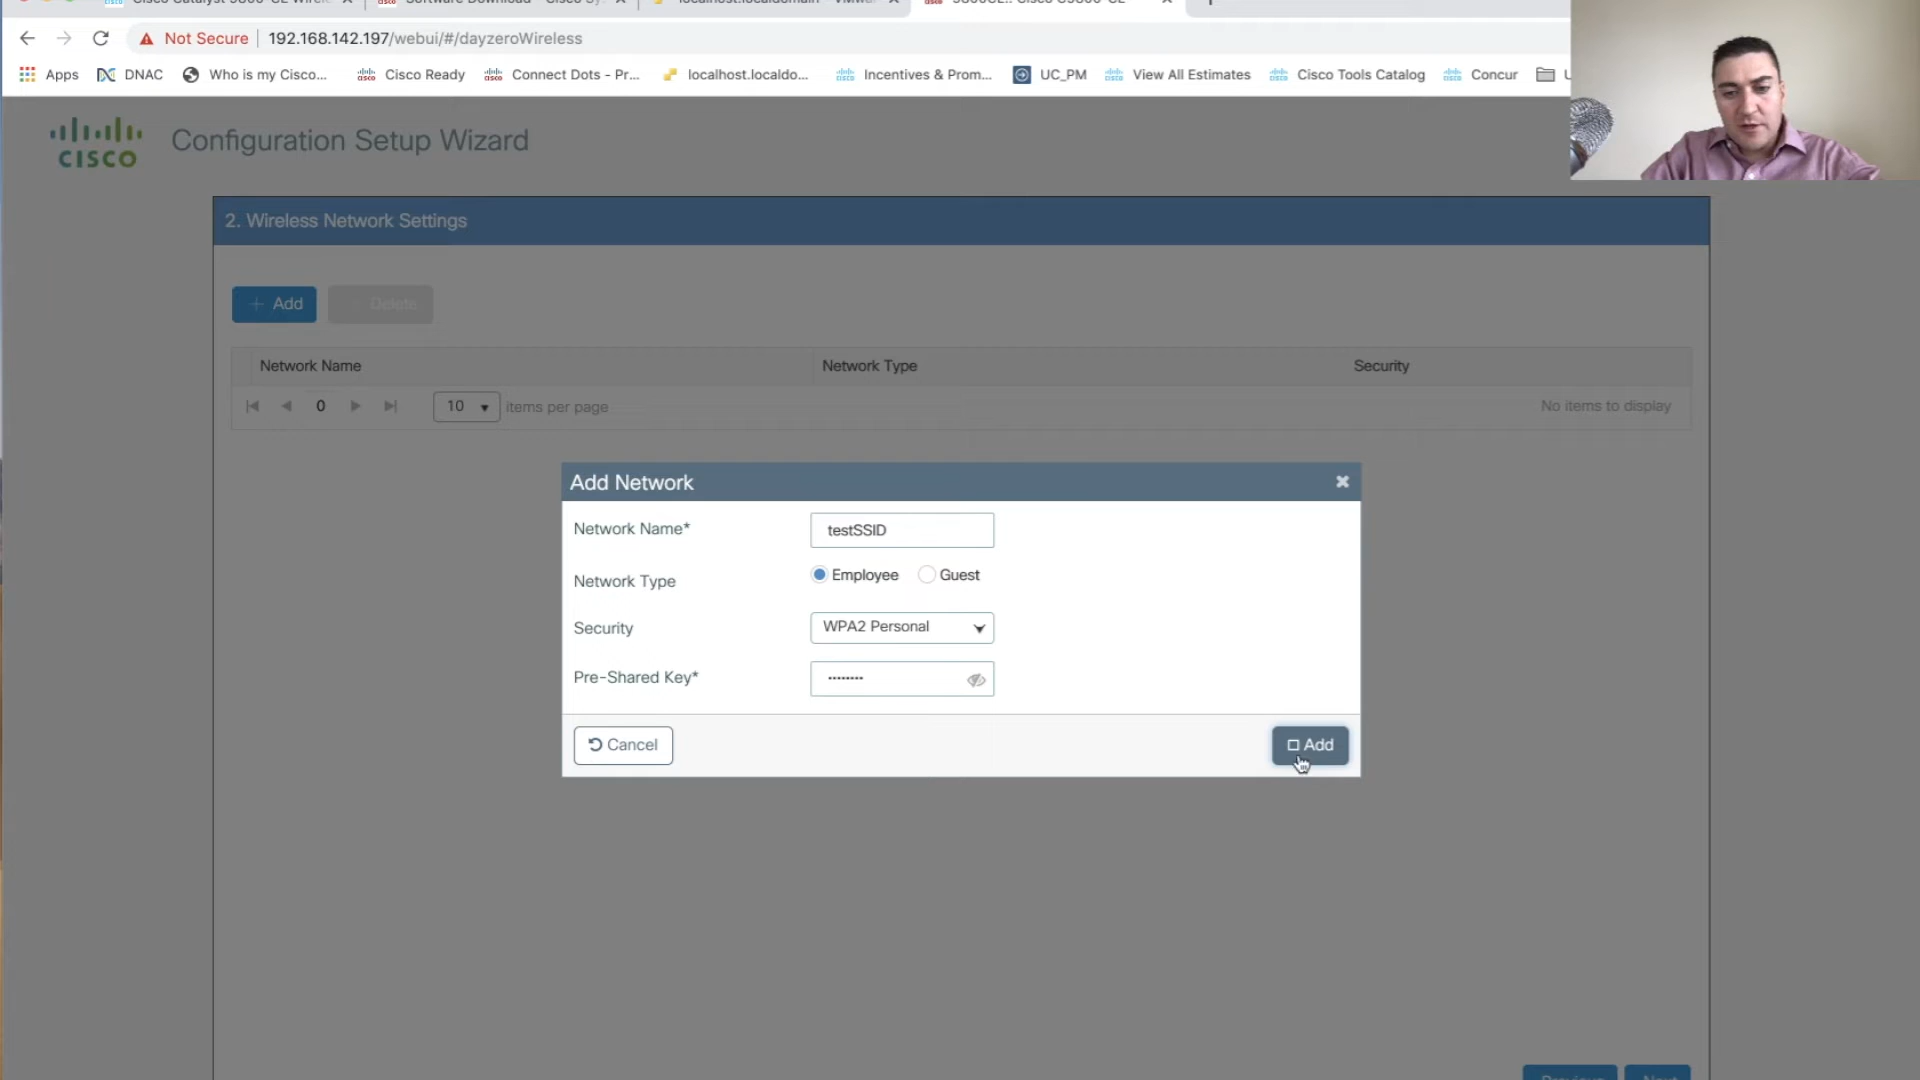 Not Secure 192.168.142.197/webui/#/dayzeroWireless
Apps DNAC Who is my Cisco... Cisco Ready Connect Dots - Pr... localhost.localdo... Incentives & Prom... UC_PM View All Estimates Cisco Tools Catalog Concur
CISCO Configuration Setup Wizard
2. Wireless Network Settings
+ Add Delete
Network Name Network Type Security
0 10 items per page No items to display
Add Network
Network Name* testSSID
Network Type Employee Guest
Security WPA2 Personal
Pre-Shared Key* ••••••••
Cancel Add